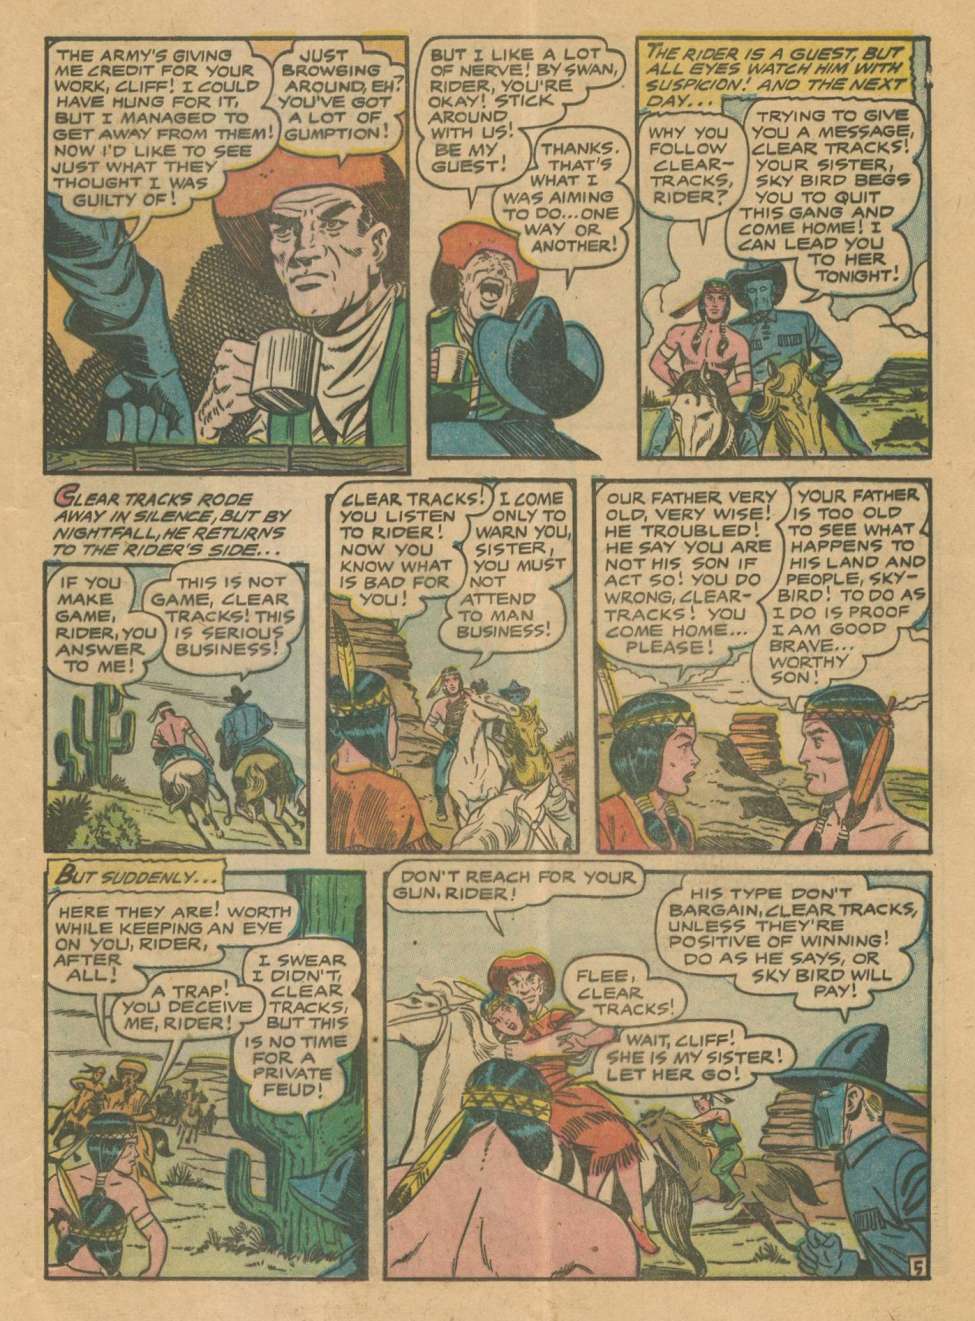 THE ARMY'S GIVING
ME CREDIT FOR YOUR
WORK, CLIFF! I COULD
HAVE HUNG FOR IT,
BUT I MANAGED TO
GET AWAY FROM THEM!
NOW I'D LIKE TO SEE
JUST WHAT THEY
THOUGHT I WAS
GUILTY OF!
JUST
BROWSING
AROUND, EH?
YOU'VE GOT
A LOT OF
GUMPTION!
BUT I LIKE A LOT
OF NERVE! BY SWAN,
RIDER, YOU'RE
OKAY! STICK
AROUND
WITH US!
BE MY
GUEST!
THANKS.
THAT'S
WHAT I
WAS AIMING
TO DO...ONE
WAY OR
ANOTHER!
THE RIDER IS A GUEST, BUT
ALL EYES WATCH HIM WITH
SUSPICION! AND THE NEXT
DAY...
WHY YOU
FOLLOW
CLEAR-
TRACKS,
RIDER?
TRYING TO GIVE
YOU A MESSAGE,
CLEAR TRACKS!
YOUR SISTER,
SKY BIRD BEGS
YOU TO QUIT
THIS GANG AND
COME HOME! I
CAN LEAD YOU
TO HER
TONIGHT!
CLEAR TRACKS RODE
AWAY IN SILENCE, BUT BY
NIGHTFALL, HE RETURNS
TO THE RIDER'S SIDE...
IF YOU
MAKE
GAME,
RIDER, YOU
ANSWER
TO ME!
THIS IS NOT
GAME, CLEAR
TRACKS! THIS
IS SERIOUS
BUSINESS!
CLEAR TRACKS!
YOU LISTEN
TO RIDER!
NOW YOU
KNOW WHAT
IS BAD FOR
YOU!
I COME
ONLY TO
WARN YOU,
SISTER,
YOU MUST
NOT
ATTEND
TO MAN
BUSINESS!
OUR FATHER VERY
OLD, VERY WISE!
HE TROUBLED!
HE SAY YOU ARE
NOT HIS SON IF
ACT SO! YOU DO
WRONG, CLEAR-
TRACKS! YOU
COME HOME...
PLEASE!
YOUR FATHER
IS TOO OLD
TO SEE WHAT
HAPPENS TO
HIS LAND AND
PEOPLE, SKY-
BIRD! TO DO AS
I DO IS PROOF
I AM GOOD
BRAVE...
WORTHY
SON!
BUT SUDDENLY...
HERE THEY ARE! WORTH
WHILE KEEPING AN EYE
ON YOU, RIDER,
AFTER
ALL!
A TRAP!
YOU DECEIVE
ME, RIDER!
I SWEAR
I DIDN'T,
CLEAR
TRACKS,
BUT THIS
IS NO TIME
FOR A
PRIVATE
FEUD!
DON'T REACH FOR YOUR
GUN, RIDER!
FLEE,
CLEAR
TRACKS!
WAIT, CLIFF!
SHE IS MY SISTER!
LET HER GO!
HIS TYPE DON'T
BARGAIN, CLEAR TRACKS,
UNLESS THEY'RE
POSITIVE OF WINNING!
DO AS HE SAYS, OR
SKY BIRD WILL
PAY!
5